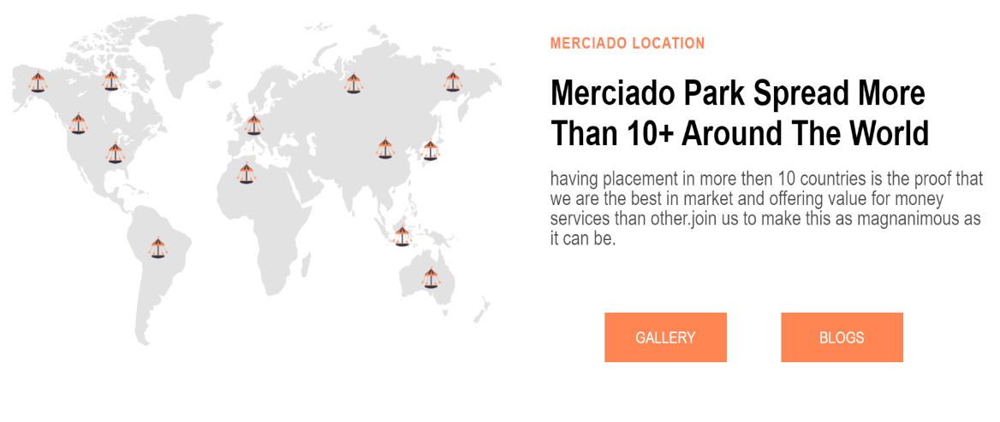 MERCIADO LOCATION
Merciado Park Spread More
Than 10+ Around The World
having placement in more then 10 countries is the proof that
we are the best in market and offering value for money
services than other.join us to make this as magnanimous as
it can be.
GALLERY
BLOGS